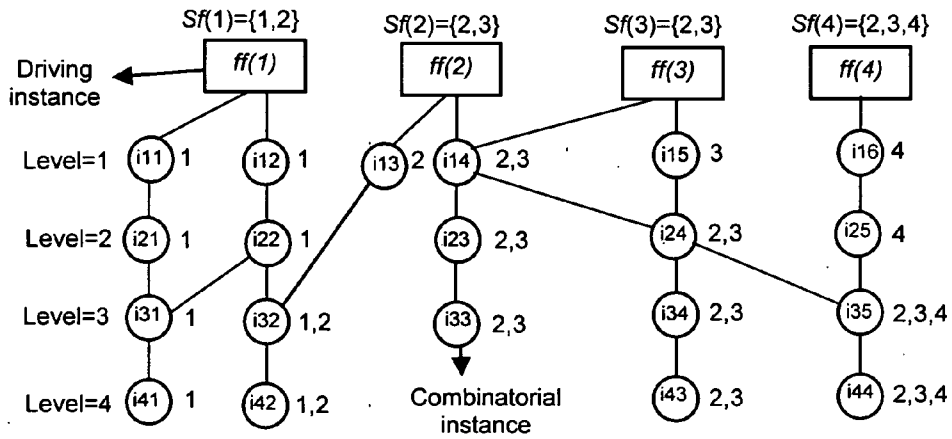 Sf(1)={1,2} Sf(2)={2,3} Sf(3)={2,3} Sf(4)={2,3,4}
Driving instance
ff(1) ff(2) ff(3) ff(4)
Level=1 i11 1 i12 1 i13 2 i14 2,3 i15 3 i16 4
Level=2 i21 1 i22 1 i23 2,3 i24 2,3 i25 4
Level=3 i31 1 i32 1,2 i33 2,3 i34 2,3 i35 2,3,4
Level=4 i41 1 i42 1,2 i43 2,3 i44 2,3,4
Combinatorial
instance